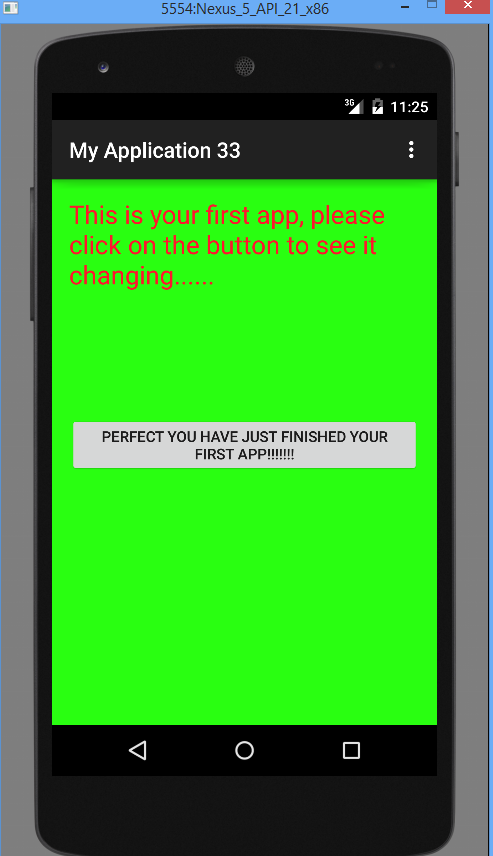 5554:Nexus_5_API_21_x86
3G 11:25
My Application 33
This is your first app, please
click on the button to see it
changing......
PERFECT YOU HAVE JUST FINISHED YOUR
FIRST APP!!!!!!!